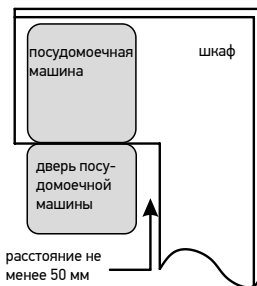 посудомоечная
машина
шкаф
дверь посу-
домоечной
машины
расстояние не
менее 50 мм